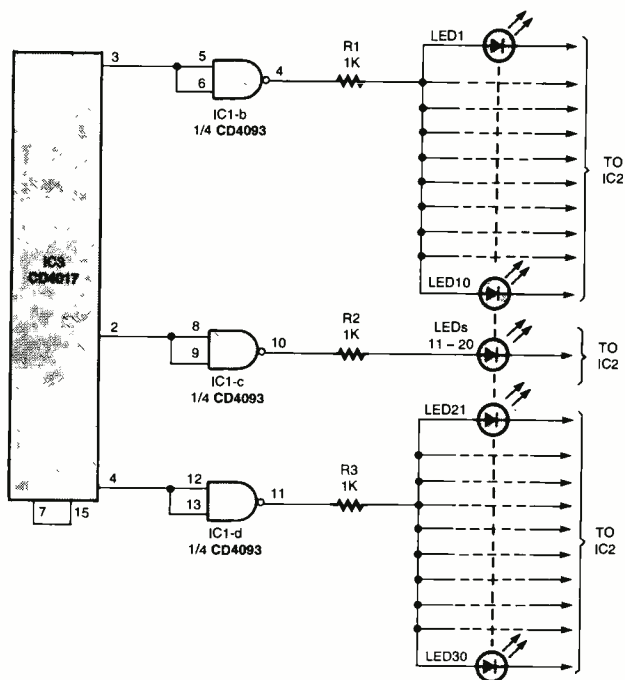 3
5
6
4
IC1-b
1/4 CD4093
R1
1K
LED1
TO
IC2
LED10
IC3
CD4017
2
8
9
10
IC1-c
1/4 CD4093
R2
1K
LEDs
11 – 20
TO
IC2
LED21
4
12
13
11
IC1-d
1/4 CD4093
R3
1K
TO
IC2
LED30
7 15